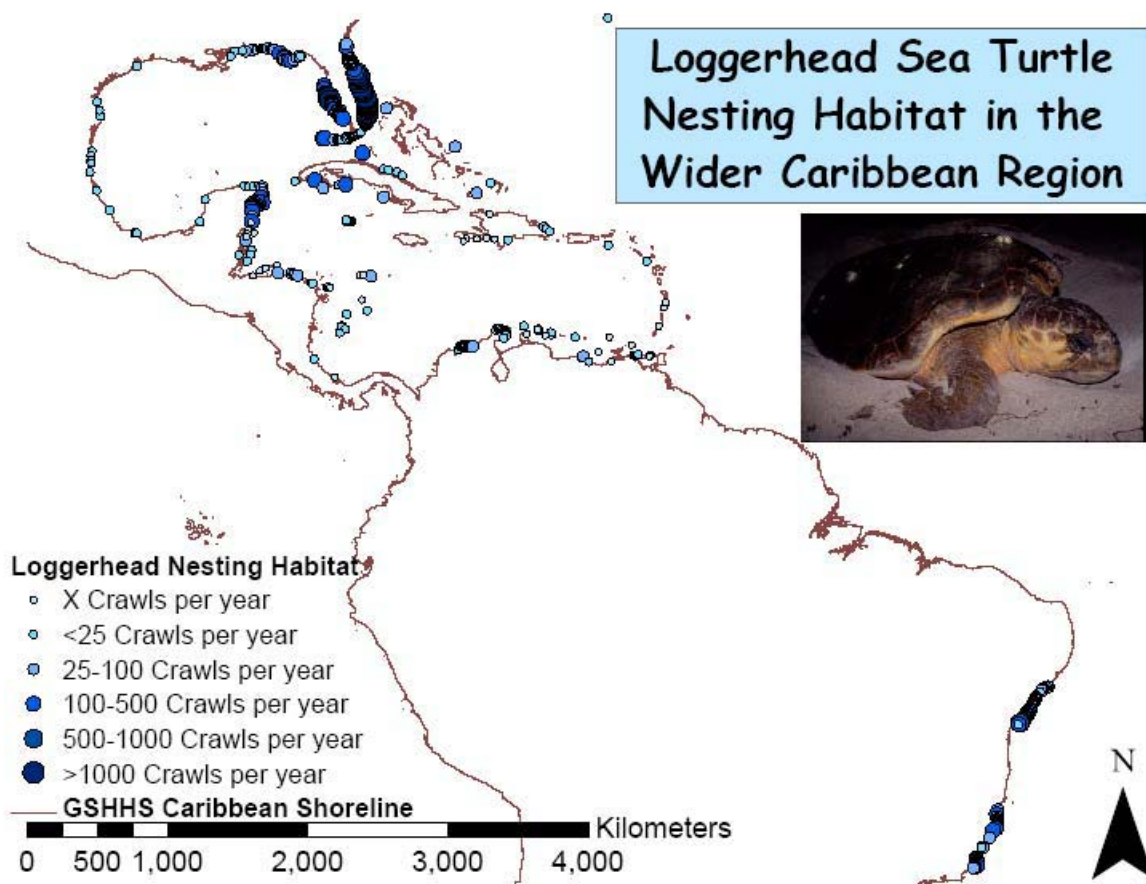 Loggerhead Sea Turtle
Nesting Habitat in the
Wider Caribbean Region
Loggerhead Nesting Habitat
X Crawls per year
<25 Crawls per year
25-100 Crawls per year
100-500 Crawls per year
500-1000 Crawls per year
>1000 Crawls per year
GSHHS Caribbean Shoreline
Kilometers
0 500 1,000 2,000 3,000 4,000
N